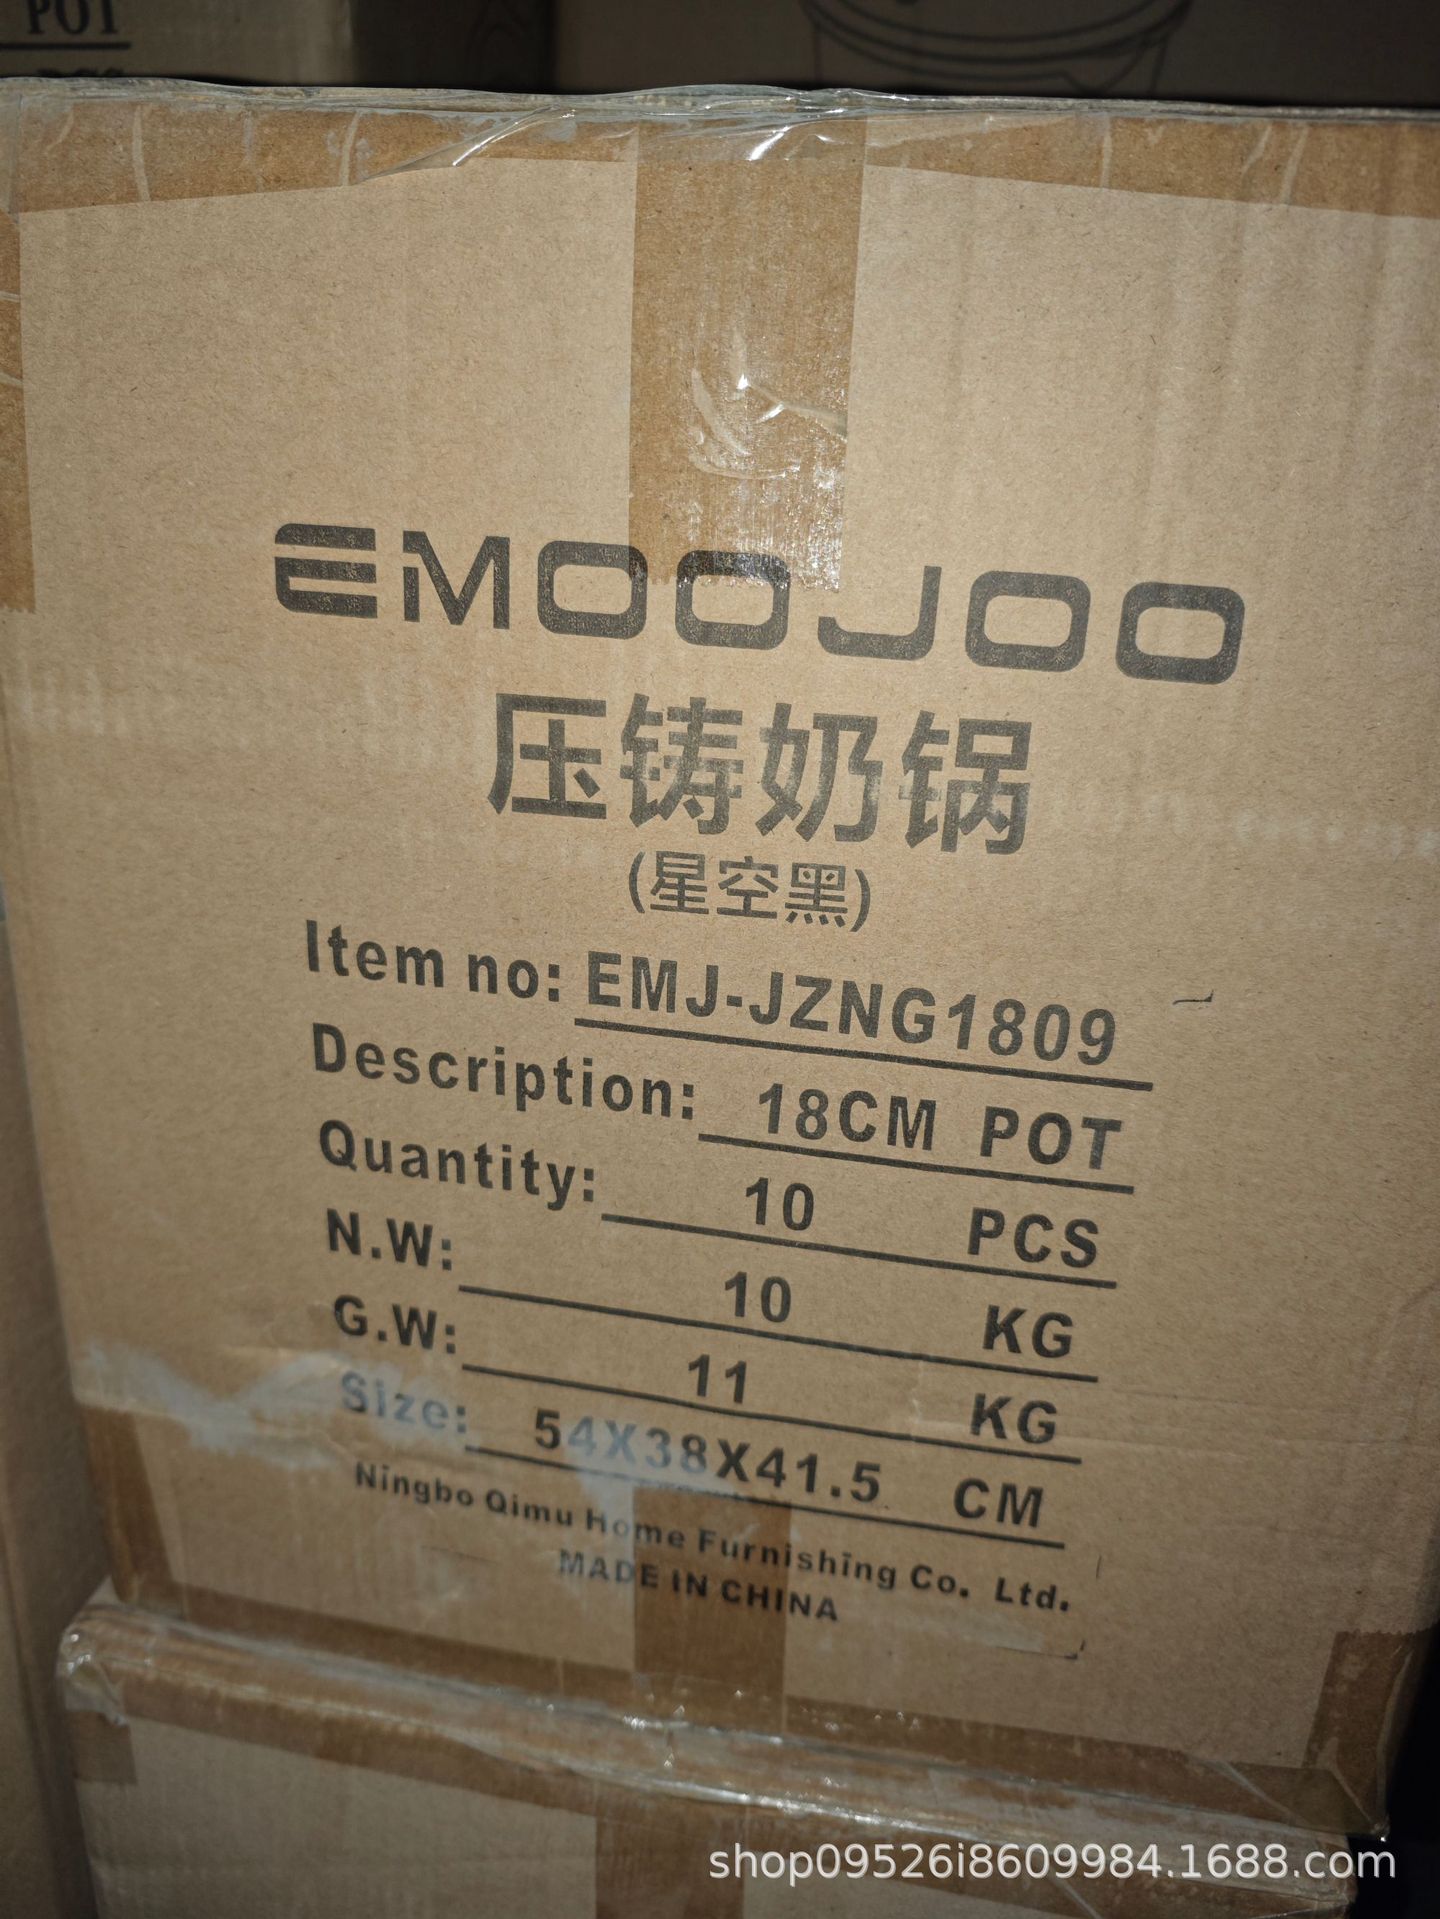 POT
EMOOJOO
压铸奶锅
(星空黑)
Item no: EMJ-JZNG1809
Description: 18CM POT
Quantity: 10 PCS
N.W: 10 KG
G.W: 11 KG
Size: 54X38X41.5 CM
Ningbo Qimu Home Furnishing Co. Ltd.
MADE IN CHINA
shop09526i8609984.1688.com